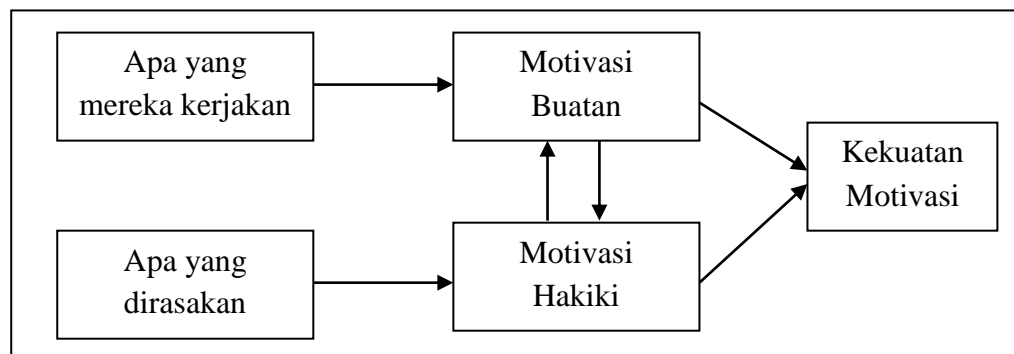 Apa yang
mereka kerjakan
Motivasi
Buatan
Kekuatan
Motivasi
Apa yang
dirasakan
Motivasi
Hakiki